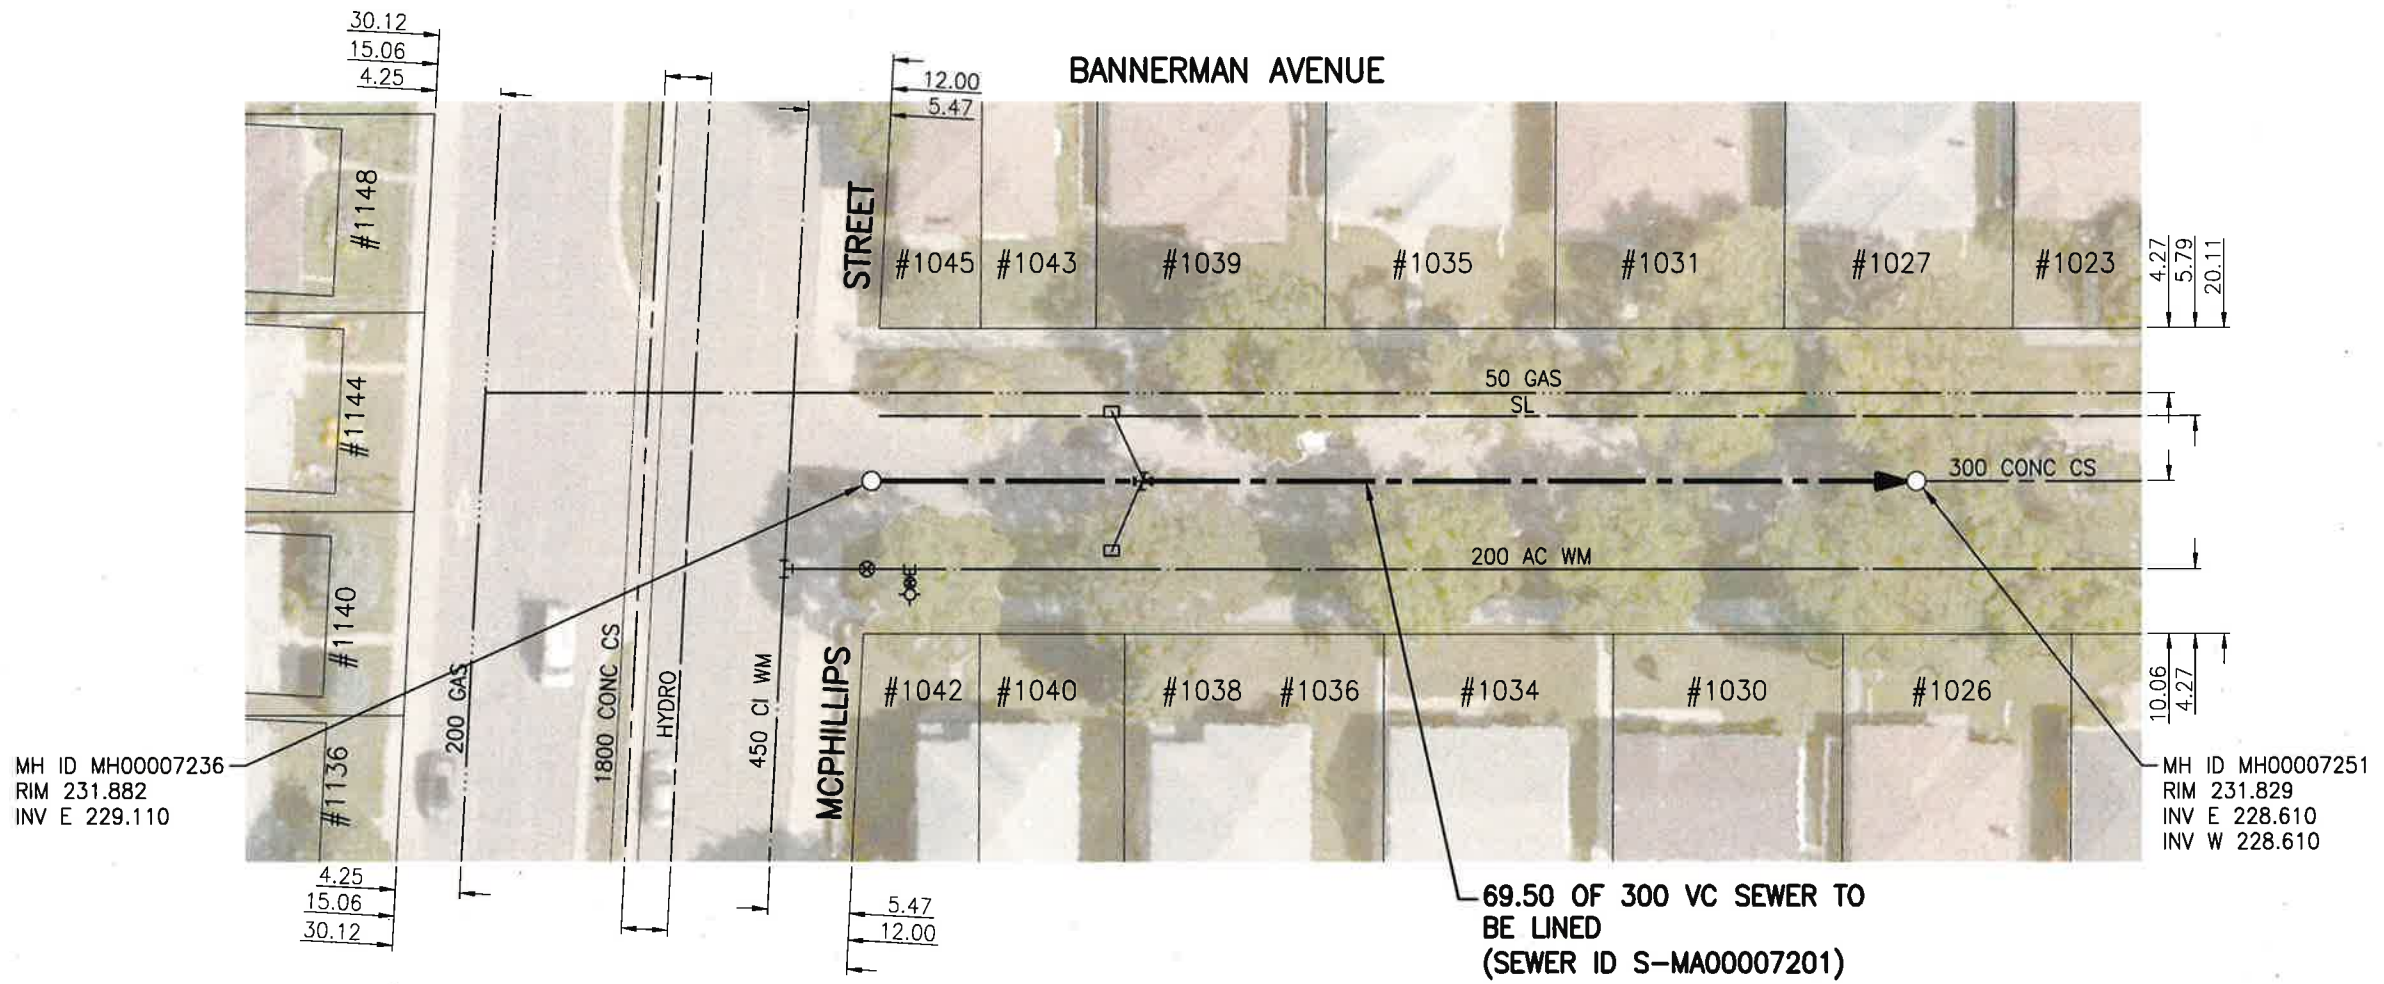 30.12
15.06
4.25
12.00
5.47
BANNERMAN AVENUE
#1148
#1144
#1140
#1136
STREET
MCPHILLIPS
#1045
#1043
#1039
#1035
#1031
#1027
#1023
4.27
5.79
20.11
50 GAS
SL
300 CONC CS
200 AC WM
200 GAS
1800 CONC CS
HYDRO
450 CI WM
#1042
#1040
#1038
#1036
#1034
#1030
#1026
10.06
4.27
MH ID MH00007236
RIM 231.882
INV E 229.110
MH ID MH00007251
RIM 231.829
INV E 228.610
INV W 228.610
4.25
15.06
30.12
5.47
12.00
69.50 OF 300 VC SEWER TO
BE LINED
(SEWER ID S-MA00007201)